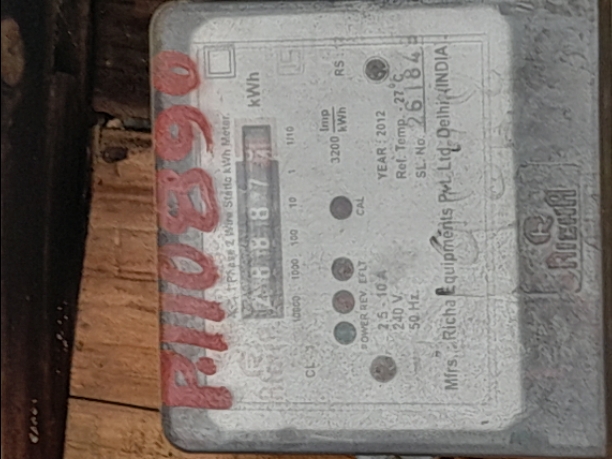 P.1110890
A.C. 1 Phase 2 Wire Static kWh Meter
kWh
10000 1000 100 10 1 1/10
CL. 1
3200 Imp/kWh
RS :
POWER REV EFLT
CAL
2.5 - 10 A
240 V.
50 Hz.
YEAR : 2012
Ref. Temp. : 27°C
SL. No. 26184
Mfrs. : Richa Equipments Pvt. Ltd. Delhi (INDIA)
RICHA